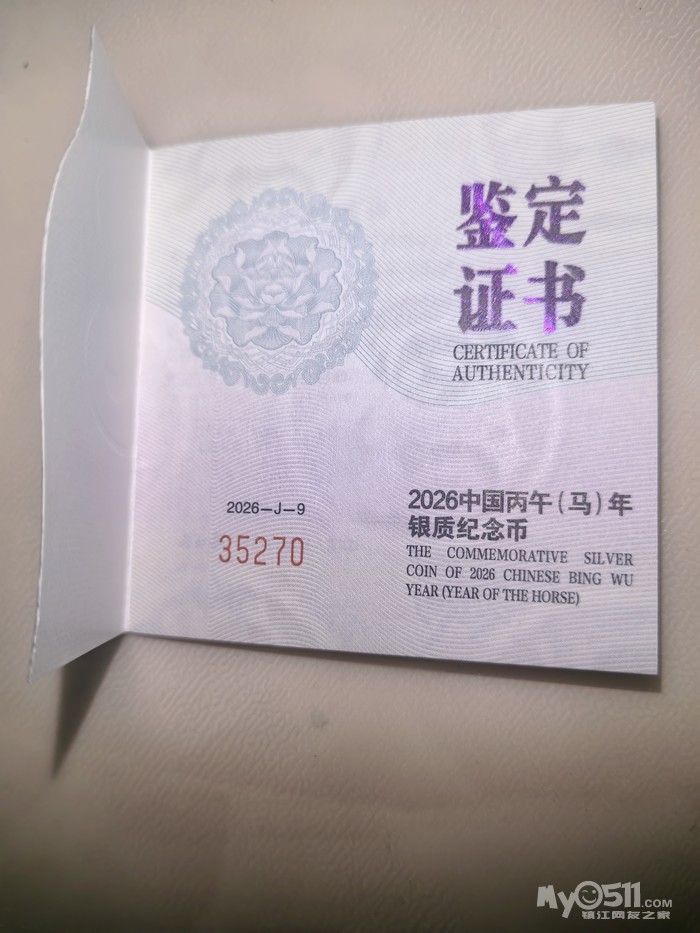 鉴定
证书
CERTIFICATE OF
AUTHENTICITY
2026-J-9
35270
2026中国丙午(马)年
银质纪念币
THE COMMEMORATIVE SILVER
COIN OF 2026 CHINESE BING WU
YEAR (YEAR OF THE HORSE)
My0511.COM
镇江网友之家